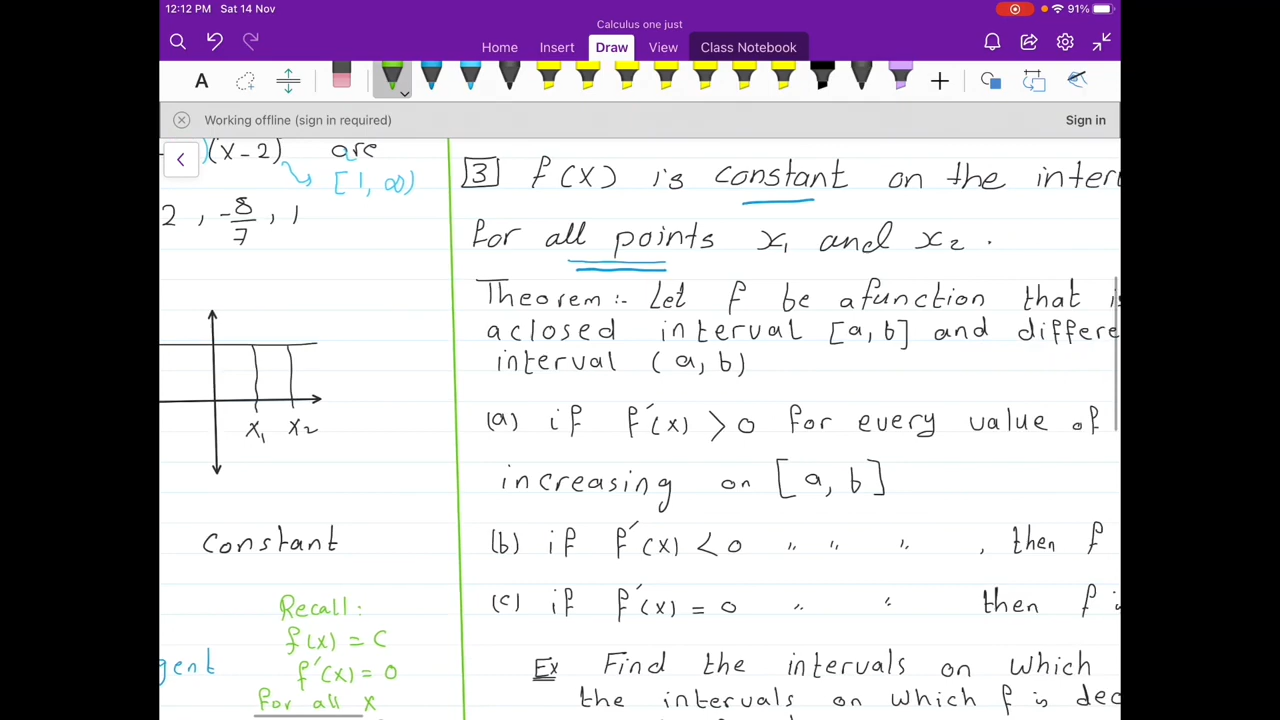 12:12 PM Sat 14 Nov
91%
Calculus one just
Home Insert Draw View Class Notebook
A
Working offline (sign in required)
Sign in
(x-2) are
[1, ∞)
2, -8/7, 1
x₁ x₂
Constant
Recall:
f(x) = C
gent
f'(x) = 0
for all x
3 f(x) is constant on the inter
for all points x₁ and x₂.
Theorem:- Let f be a function that i
a closed interval [a, b] and differe
interval (a, b)
(a) if f'(x) > 0 for every value of
increasing on [a, b]
(b) if f'(x) < 0 " " " , then f
(c) if f'(x) = 0 " " then f i
Ex Find the intervals on which
the intervals on which f is dec